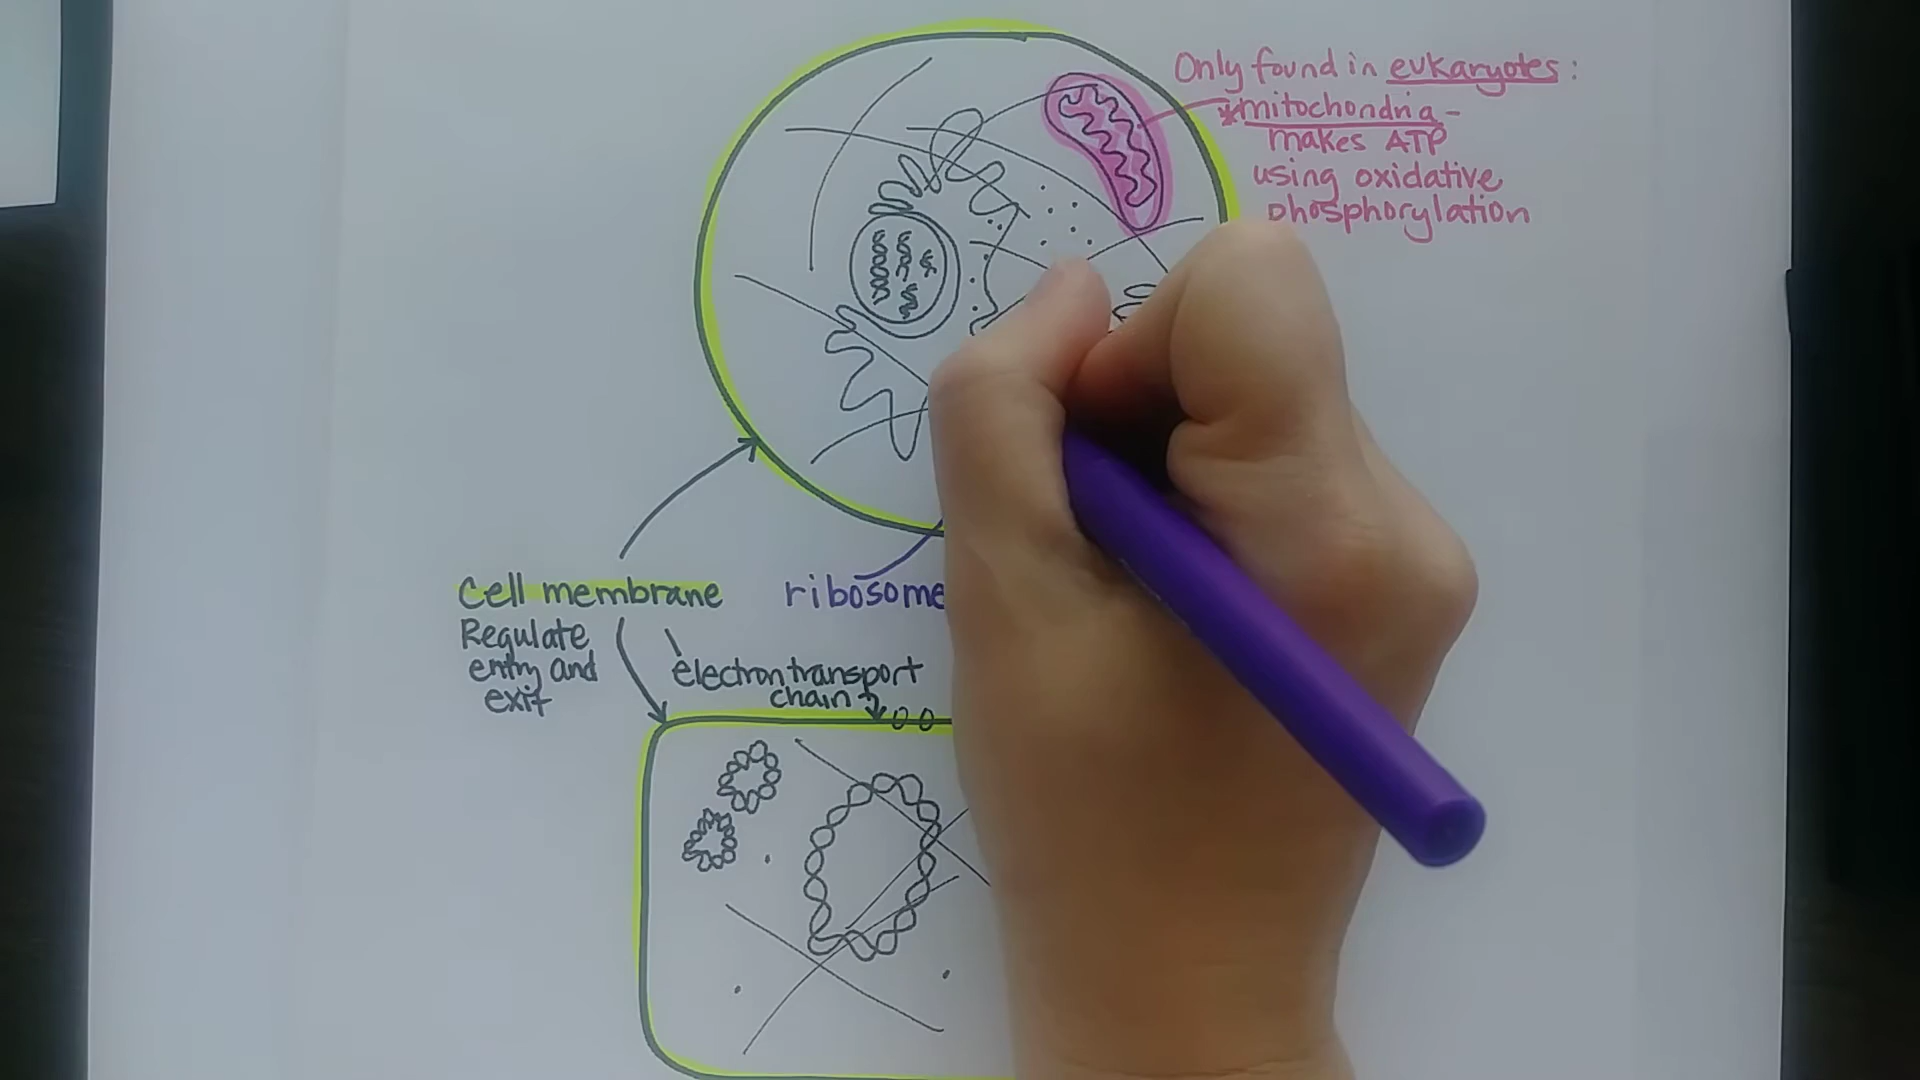 Only found in eukaryotes:
*mitochondria-
makes ATP
using oxidative
phosphorylation
cell membrane
Regulate
entry and
exit
ribosome
electron transport
chain